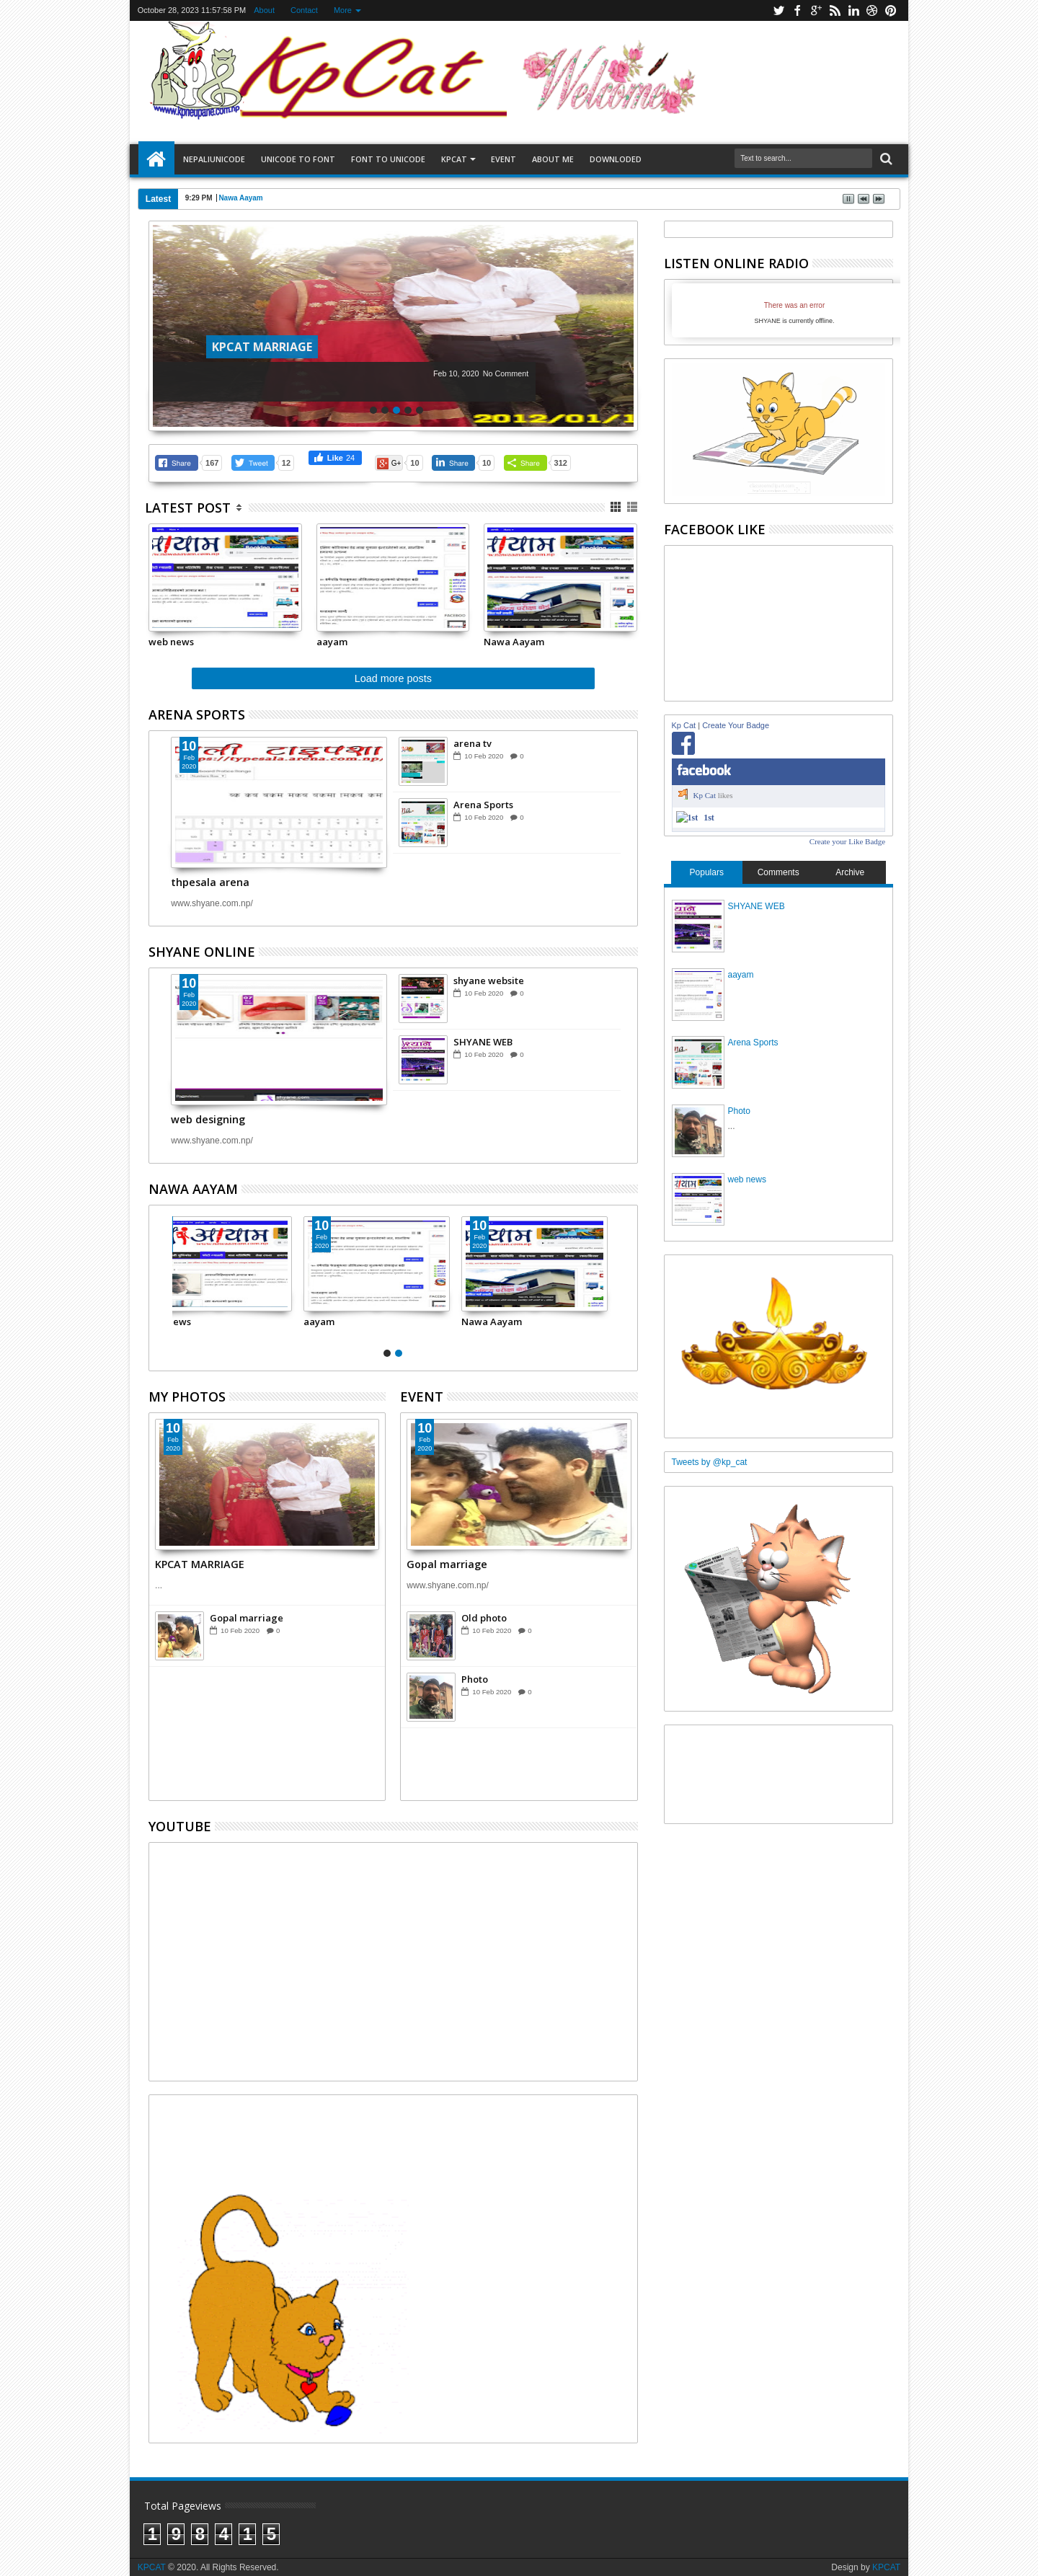 October 28, 2023 11:57:58 PM About Contact More
KpCat Welcome
www.kpneupane.com.np
NEPALIUNICODE UNICODE TO FONT FONT TO UNICODE KPCAT EVENT ABOUT ME DOWNLODED Text to search...
Latest 9:29 PM | Nawa Aayam
KPCAT MARRIAGE
Feb 10, 2020 No Comment
2012/01/01
Share 167 Tweet 12 Like 24 G+ 10 Share 10 Share 312
LATEST POST
web news aayam Nawa Aayam
Load more posts
ARENA SPORTS
10 Feb 2020
thpesala arena
www.shyane.com.np/
arena tv
10 Feb 2020 0
Arena Sports
10 Feb 2020 0
SHYANE ONLINE
10 Feb 2020
web designing
www.shyane.com.np/
shyane website
10 Feb 2020 0
SHYANE WEB
10 Feb 2020 0
NAWA AAYAM
10 Feb 2020
10 Feb 2020
ews aayam Nawa Aayam
MY PHOTOS
10 Feb 2020
KPCAT MARRIAGE
...
Gopal marriage
10 Feb 2020 0
EVENT
10 Feb 2020
Gopal marriage
www.shyane.com.np/
Old photo
10 Feb 2020 0
Photo
10 Feb 2020 0
YOUTUBE
LISTEN ONLINE RADIO
There was an error
SHYANE is currently offline.
FACEBOOK LIKE
Kp Cat | Create Your Badge
facebook
Kp Cat likes
1st 1st
Create your Like Badge
Populars Comments Archive
SHYANE WEB
aayam
Arena Sports
Photo
...
web news
Tweets by @kp_cat
Total Pageviews
198415
KPCAT © 2020. All Rights Reserved.
Design by KPCAT